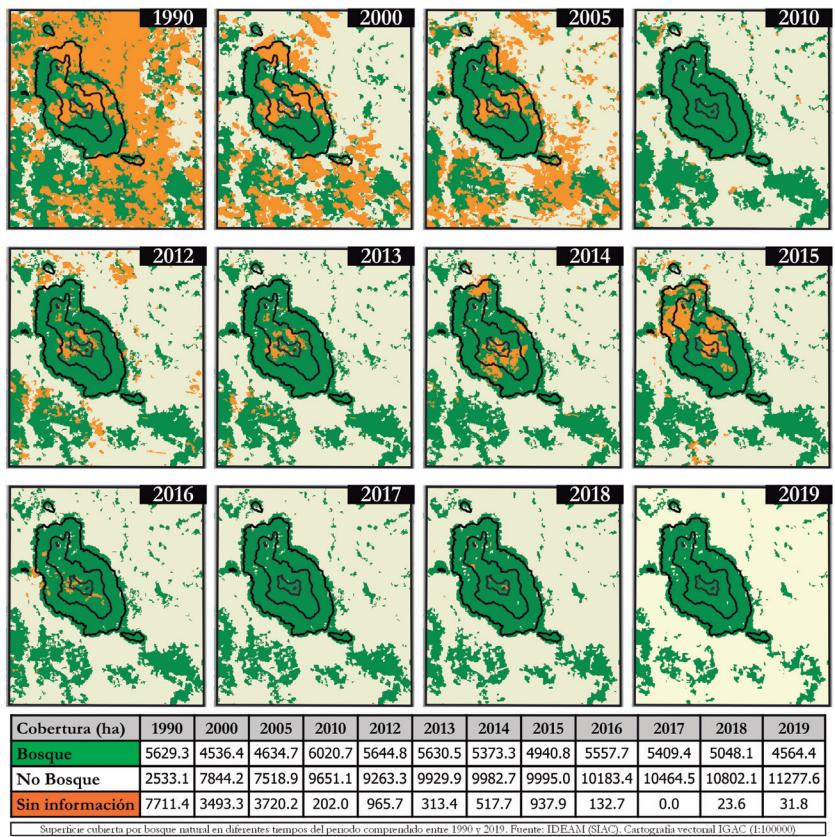 1990 2000 2005 2010
2012 2013 2014 2015
2016 2017 2018 2019
Cobertura (ha) 1990 2000 2005 2010 2012 2013 2014 2015 2016 2017 2018 2019
Bosque 5629.3 4536.4 4634.7 6020.7 5644.8 5630.5 5373.3 4940.8 5557.7 5409.4 5048.1 4564.4
No Bosque 2533.1 7844.2 7518.9 9651.1 9263.3 9929.9 9982.7 9995.0 10183.4 10464.5 10802.1 11277.6
Sin información 7711.4 3493.3 3720.2 202.0 965.7 313.4 517.7 937.9 132.7 0.0 23.6 31.8
Superficie cubierta por bosque natural en diferentes tiempos del periodo comprendido entre 1990 y 2019. Fuente: IDEAM (SIAC). Cartografía vectorial IGAC (1:100000)